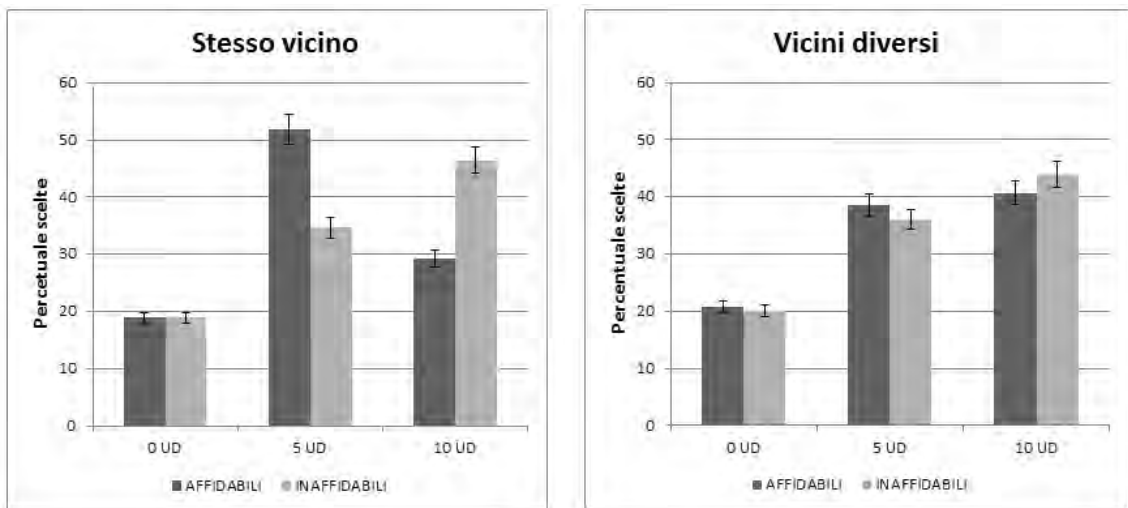 Stesso vicino
Percetuale scelte
60
50
40
30
20
10
0
0 UD
5 UD
10 UD
AFFIDABILI
INAFFIDABILI
Vicini diversi
Percentuale scelte
60
50
40
30
20
10
0
0 UD
5 UD
10 UD
AFFIDABILI
INAFFIDABILI